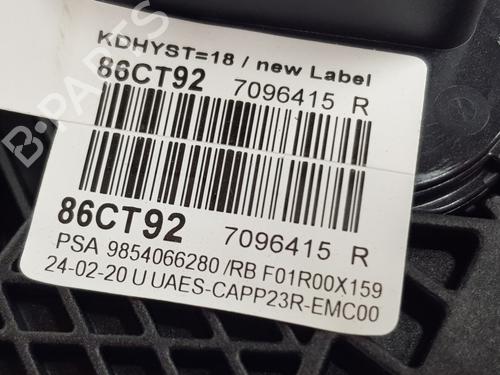 KDHYST=18 / new Label
86CT92 7096415 R
86CT92 7096415 R
PSA 9854066280 /RB F01R00X159
24-02-20 U UAES-CAPP23R-EMC00
B-PARTS